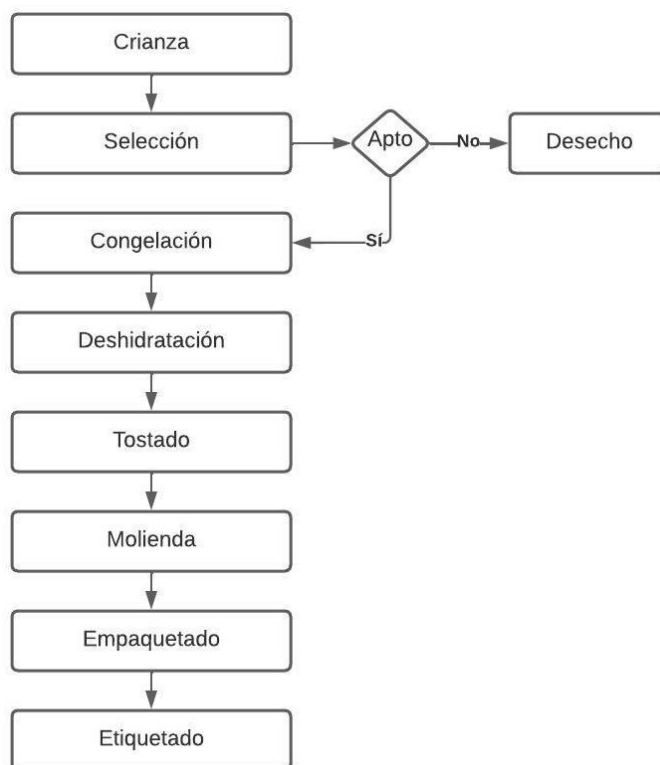 Crianza
Selección
Apto
No
Desecho
Congelación
Sí
Deshidratación
Tostado
Molienda
Empaquetado
Etiquetado